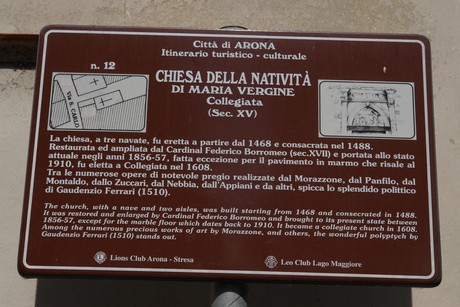 Città di ARONA
Itinerario turistico - culturale
n. 12
CHIESA DELLA NATIVITÀ
DI MARIA VERGINE
Collegiata
(Sec. XV)
VIA S. CARLO
La chiesa, a tre navate, fu eretta a partire dal 1468 e consacrata nel 1488.
Restaurata ed ampliata dal Cardinal Federico Borromeo (sec.XVII) e portata allo stato
attuale negli anni 1856-57, fatta eccezione per il pavimento in marmo che risale al
1910, fu eletta a Collegiata nel 1608.
Tra le numerose opere di notevole pregio realizzate dal Morazzone, dal Panfilo, dal
Montaldo, dallo Zuccari, dal Nebbia, dall'Appiani e da altri, spicca lo splendido polittico
di Gaudenzio Ferrari (1510).
The church, with a nave and two aisles, was built starting from 1468 and consecrated in 1488.
It was restored and enlarged by Cardinal Federico Borromeo and brought to its present state between
1856-57, except for the marble floor which dates back to 1910. It became a collegiate church in 1608.
Among the numerous precious works of art by Morazzone, and others, the wonderful polyptych by
Gaudenzio Ferrari (1510) stands out.
Lions Club Arona - Stresa
Leo Club Lago Maggiore